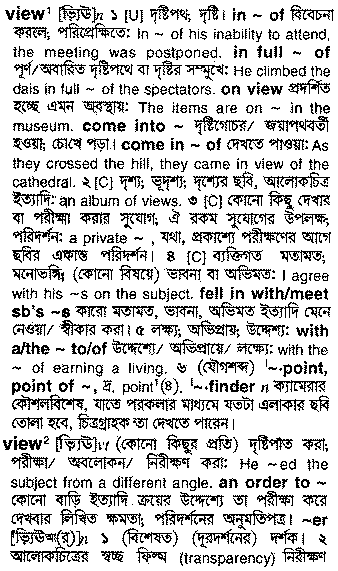 view¹ [ভিউ] n ১ [U] দৃষ্টিপথ; দৃষ্টি। in ~ of বিবেচনা
করলে; পরিপ্রেক্ষিতে: In ~ of his inability to attend,
the meeting was postponed. in full ~ of
পূর্ণ/অবারিত দৃষ্টিপথে বা দৃষ্টির সম্মুখে: He climbed the
dais in full ~ of the spectators. on view প্রদর্শিত
হচ্ছে এমন অবস্থায়: The items are on ~ in the
museum. come into ~ দৃষ্টিগোচর/
হওয়া; চোখে পড়া। come in ~ of দেখতে পাওয়া: As
they crossed the hill, they came in view of the
cathedral. ২ [C] দৃশ্য; ভূদৃশ্য; দৃশ্যের ছবি, আলোকচিত্র
ইত্যাদি: an album of views. ৩ [C] কোনো কিছু দেখার
বা পরীক্ষা করার সুযোগ; ঐ রকম সুযোগের উপলক্ষ;
পরিদর্শন: a private ~ , যথা, প্রকাশ্যে পরীক্ষণের আগে
ছবির একান্ত পরিদর্শন। ৪ [C] ব্যক্তিগত মতামত;
মনোভঙ্গি; (কোনো বিষয়ে) ভাবনা বা অভিমত: I agree
with his ~s on the subject. fell in with/meet
sb's ~s কারো মতামত, ভাবনা, অভিমত ইত্যাদি মেনে
নেওয়া/ স্বীকার করা। ৫ লক্ষ্য; অভিপ্রায়; উদ্দেশ্য: with
a/the ~ to/of উদ্দেশ্যে/ অভিপ্রায়ে/ লক্ষ্যে: with the
~ of earning a living. ৬ (যৌগশব্দ) '~-point,
point of ~, দ্র. point¹(৪). '~-finder n ক্যামেরার
কৌশলবিশেষ, যাতে পরকলার মাধ্যমে যতটা এলাকার ছবি
তোলা হবে, চিত্রগ্রাহক তা দেখতে পারেন।
view² [ভিউ] vt (কোনো কিছুর প্রতি) দৃষ্টিপাত করা;
পরীক্ষা/ অবলোকন/ নিরীক্ষণ করা: He ~ed the
subject from a different angle. an order to ~
কোনো বাড়ি ইত্যাদি ক্রয়ের উদ্দেশ্যে তা পরীক্ষা করে
দেখবার লিখিত ক্ষমতা; পরিদর্শনের অনুমতিপত্র। ~er
n ১ (বিশেষত) (দূরদর্শনের) দর্শক। ২
আলোকচিত্রের স্বচ্ছ ফিল্ম (transparency) নিরীক্ষণ